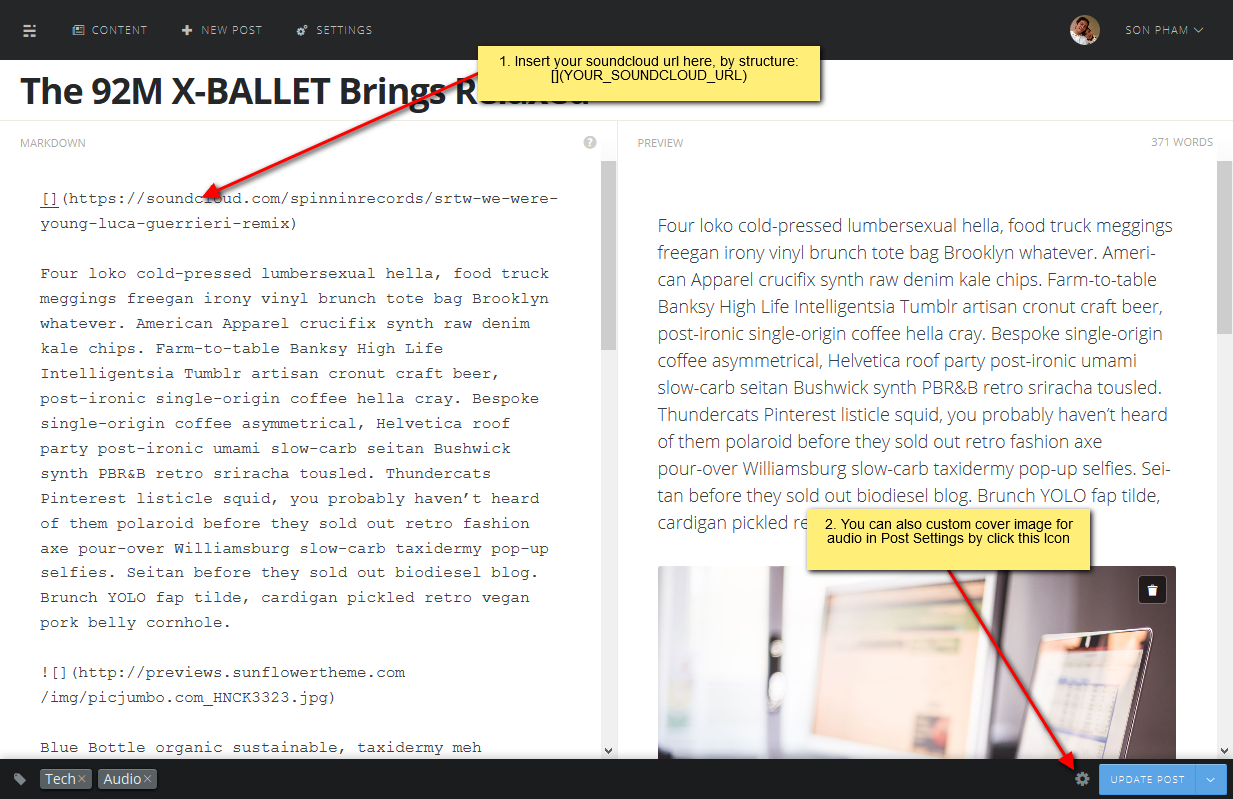 CONTENT
NEW POST
SETTINGS
SON PHAM
1. Insert your soundcloud url here, by structure:
[](YOUR_SOUNDCLOUD_URL)
The 92M X-BALLET Brings Relaxed
MARKDOWN
?
PREVIEW
371 WORDS
[](https://soundcloud.com/spinninrecords/srtw-we-were-
young-luca-guerrieri-remix)
Four loko cold-pressed lumbersexual hella, food truck
meggings freegan irony vinyl brunch tote bag Brooklyn
whatever. American Apparel crucifix synth raw denim
kale chips. Farm-to-table Banksy High Life
Intelligentsia Tumblr artisan cronut craft beer,
post-ironic single-origin coffee hella cray. Bespoke
single-origin coffee asymmetrical, Helvetica roof
party post-ironic umami slow-carb seitan Bushwick
synth PBR&B retro sriracha tousled. Thundercats
Pinterest listicle squid, you probably haven’t heard
of them polaroid before they sold out retro fashion
axe pour-over Williamsburg slow-carb taxidermy pop-up
selfies. Seitan before they sold out biodiesel blog.
Brunch YOLO fap tilde, cardigan pickled retro vegan
pork belly cornhole.
![](http://previews.sunflowertheme.com
/img/picjumbo.com_HNCK3323.jpg)
Blue Bottle organic sustainable, taxidermy meh
Four loko cold-pressed lumbersexual hella, food truck meggings
freegan irony vinyl brunch tote bag Brooklyn whatever. Ameri-
can Apparel crucifix synth raw denim kale chips. Farm-to-table
Banksy High Life Intelligentsia Tumblr artisan cronut craft beer,
post-ironic single-origin coffee hella cray. Bespoke single-origin
coffee asymmetrical, Helvetica roof party post-ironic umami
slow-carb seitan Bushwick synth PBR&B retro sriracha tousled.
Thundercats Pinterest listicle squid, you probably haven’t heard
of them polaroid before they sold out retro fashion axe
pour-over Williamsburg slow-carb taxidermy pop-up selfies. Sei-
tan before they sold out biodiesel blog. Brunch YOLO fap tilde,
cardigan pickled
2. You can also custom cover image for
audio in Post Settings by click this Icon
Tech×
Audio×
UPDATE POST